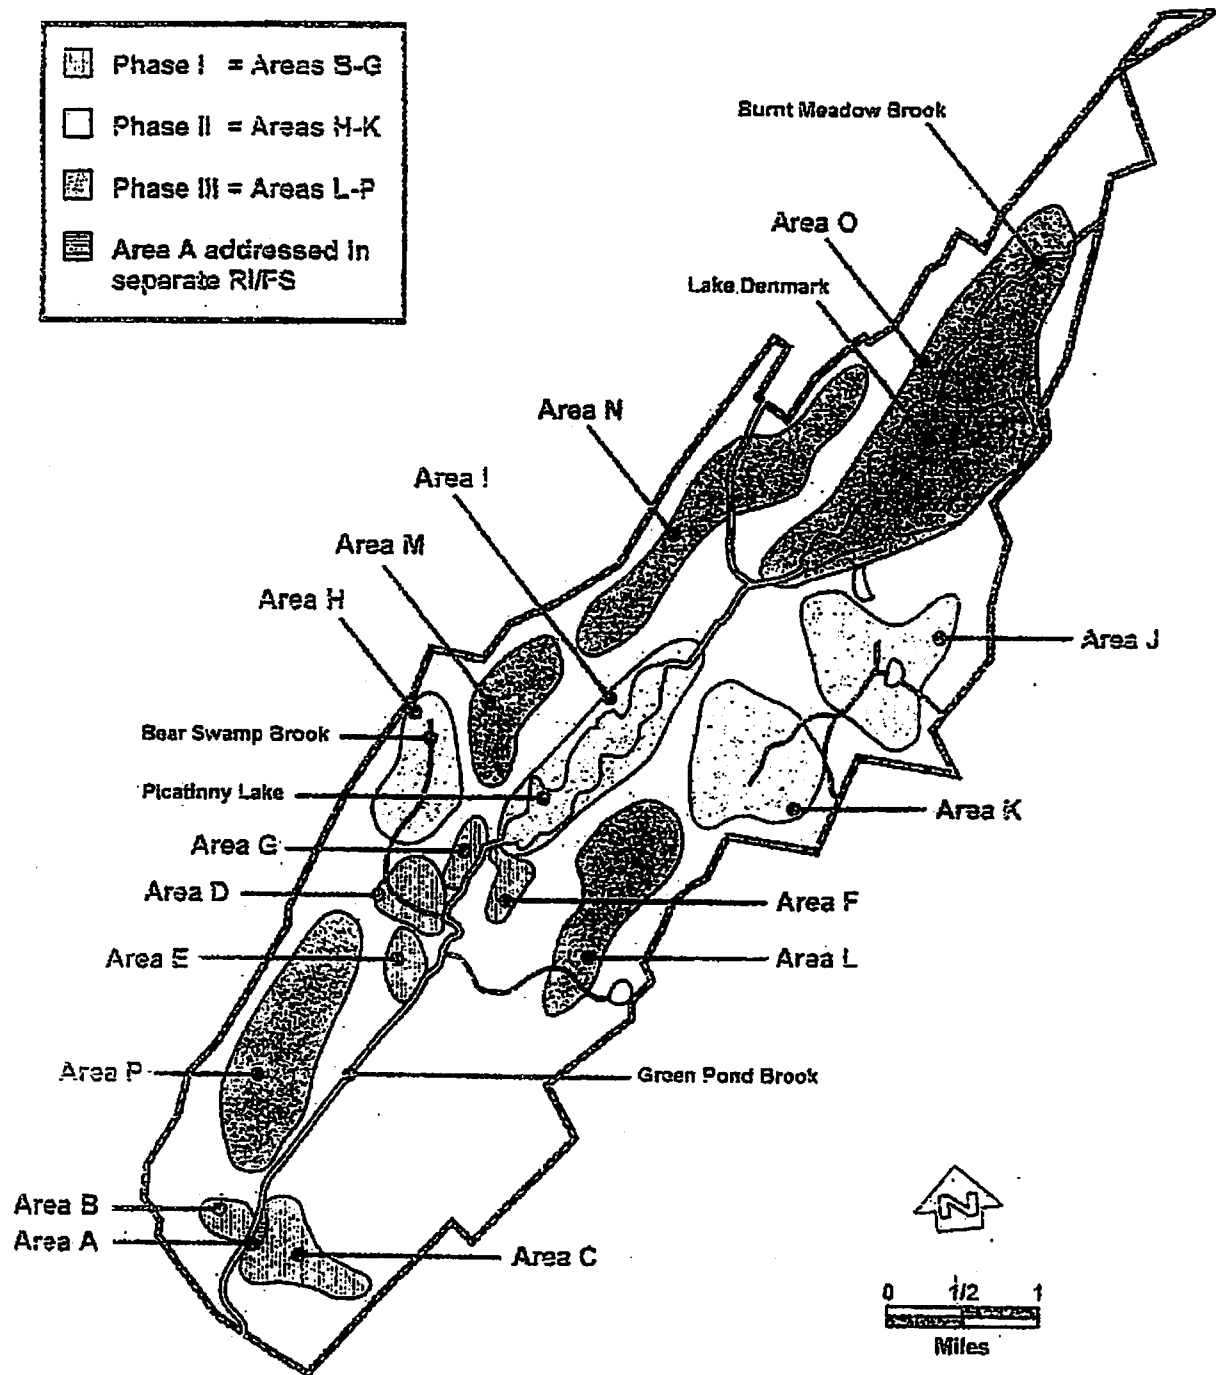 Phase I = Areas B-G
Phase II = Areas H-K
Phase III = Areas L-P
Area A addressed in
separate RI/FS
Burnt Meadow Brook
Area O
Lake Denmark
Area N
Area I
Area M
Area H
Area J
Bear Swamp Brook
Picatinny Lake
Area K
Area G
Area D
Area F
Area E
Area L
Area P
Green Pond Brook
Area B
Area A
Area C
N
0 1/2 1
Miles